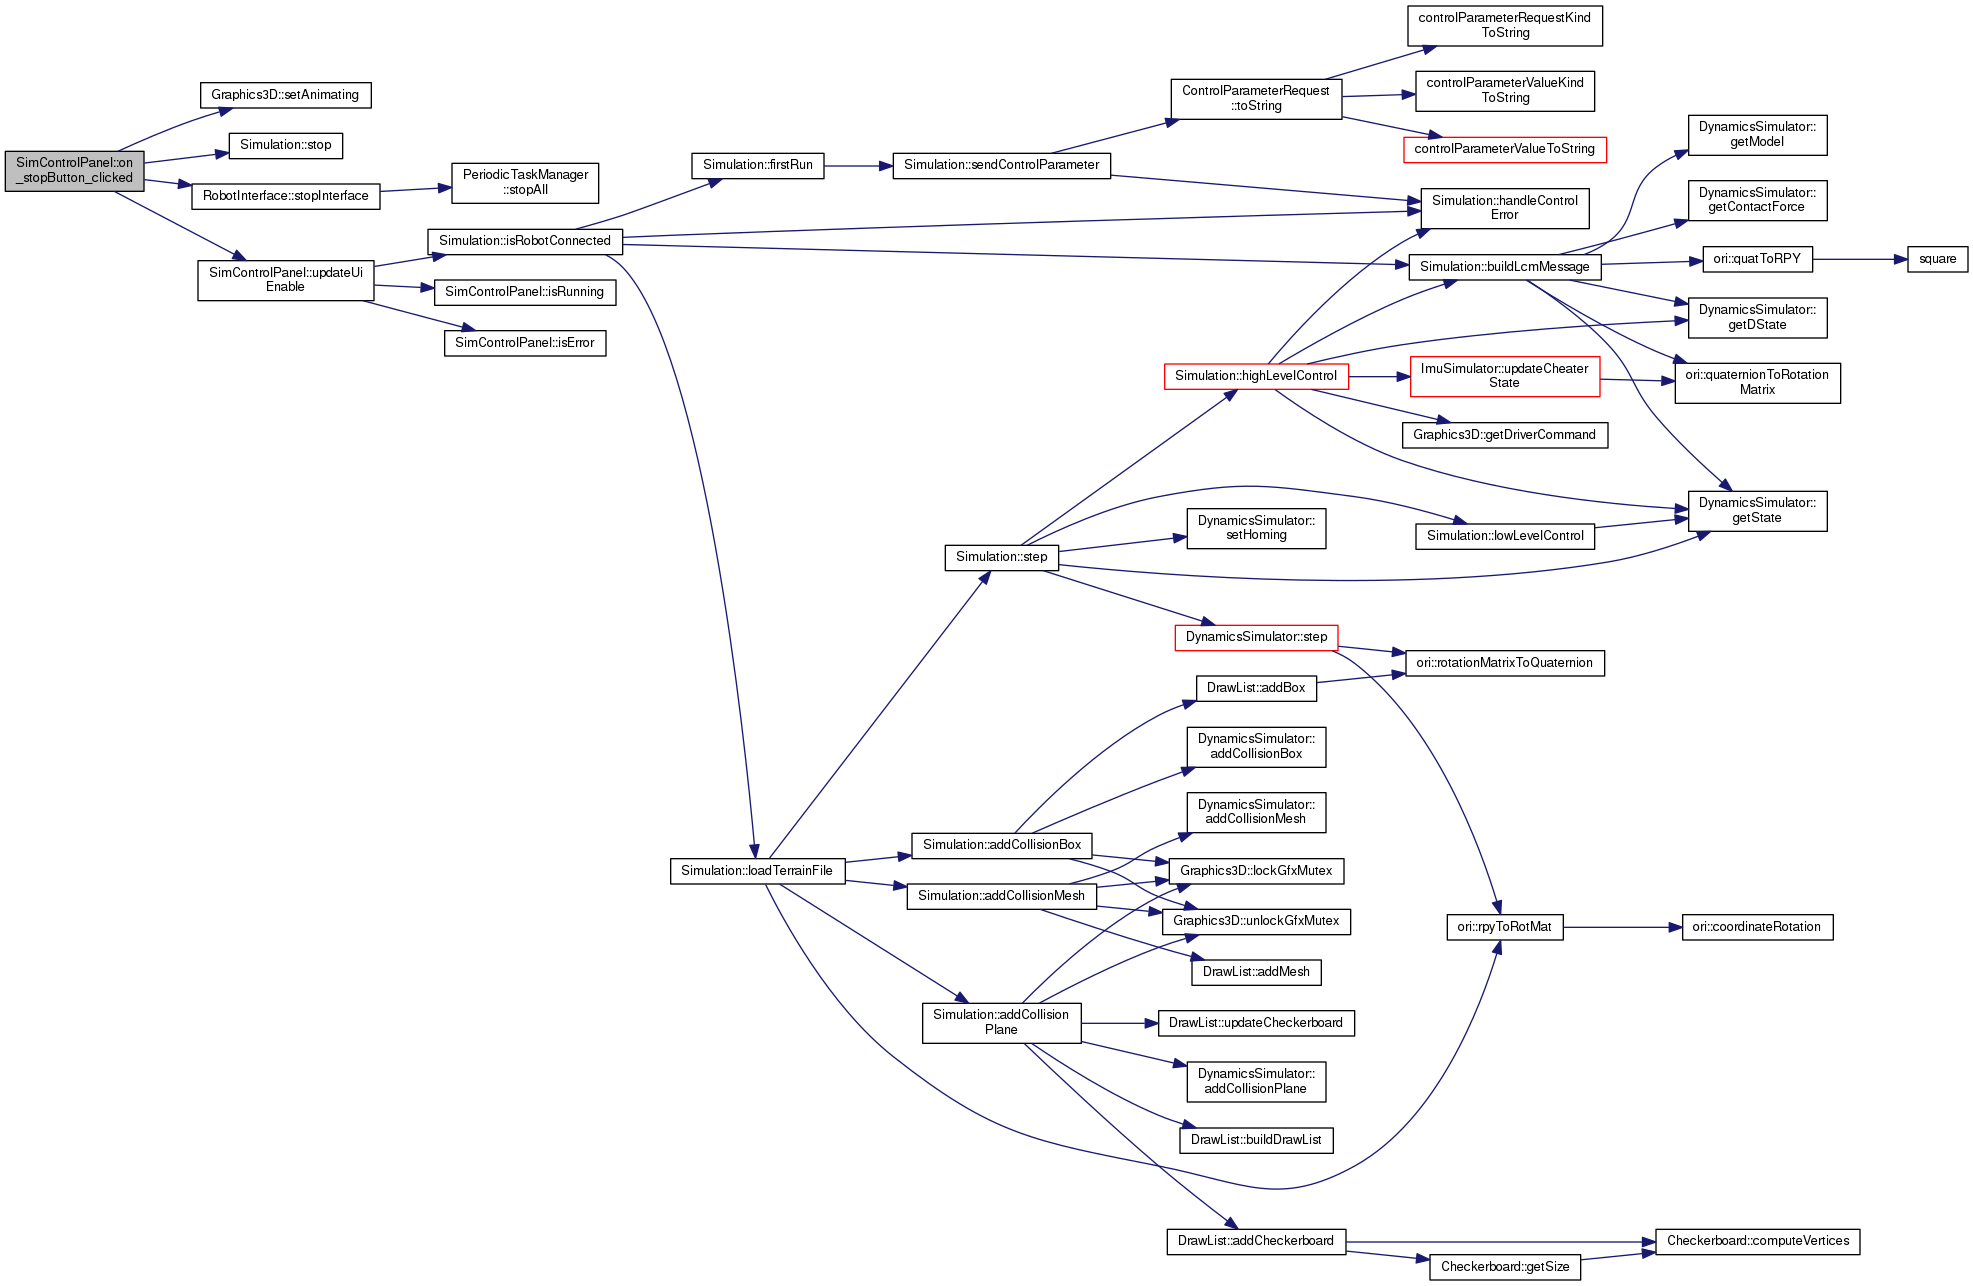 SimControlPanel::on
_stopButton_clicked
Graphics3D::setAnimating
Simulation::stop
RobotInterface::stopInterface
SimControlPanel::updateUi
Enable
PeriodicTaskManager
::stopAll
Simulation::isRobotConnected
SimControlPanel::isRunning
SimControlPanel::isError
Simulation::firstRun
Simulation::loadTerrainFile
Simulation::sendControlParameter
Simulation::step
Simulation::addCollisionBox
Simulation::addCollisionMesh
Simulation::addCollision
Plane
ControlParameterRequest
::toString
Simulation::highLevelControl
DynamicsSimulator::
setHoming
DynamicsSimulator::step
DrawList::addBox
DynamicsSimulator::
addCollisionBox
DynamicsSimulator::
addCollisionMesh
Graphics3D::lockGfxMutex
Graphics3D::unlockGfxMutex
DrawList::addMesh
DrawList::updateCheckerboard
DynamicsSimulator::
addCollisionPlane
DrawList::buildDrawList
DrawList::addCheckerboard
controlParameterRequestKind
ToString
controlParameterValueKind
ToString
controlParameterValueToString
Simulation::handleControl
Error
Simulation::buildLcmMessage
ImuSimulator::updateCheater
State
Graphics3D::getDriverCommand
Simulation::lowLevelControl
ori::rotationMatrixToQuaternion
ori::rpyToRotMat
Checkerboard::getSize
DynamicsSimulator::
getModel
DynamicsSimulator::
getContactForce
ori::quatToRPY
DynamicsSimulator::
getDState
ori::quaternionToRotation
Matrix
DynamicsSimulator::
getState
ori::coordinateRotation
Checkerboard::computeVertices
square